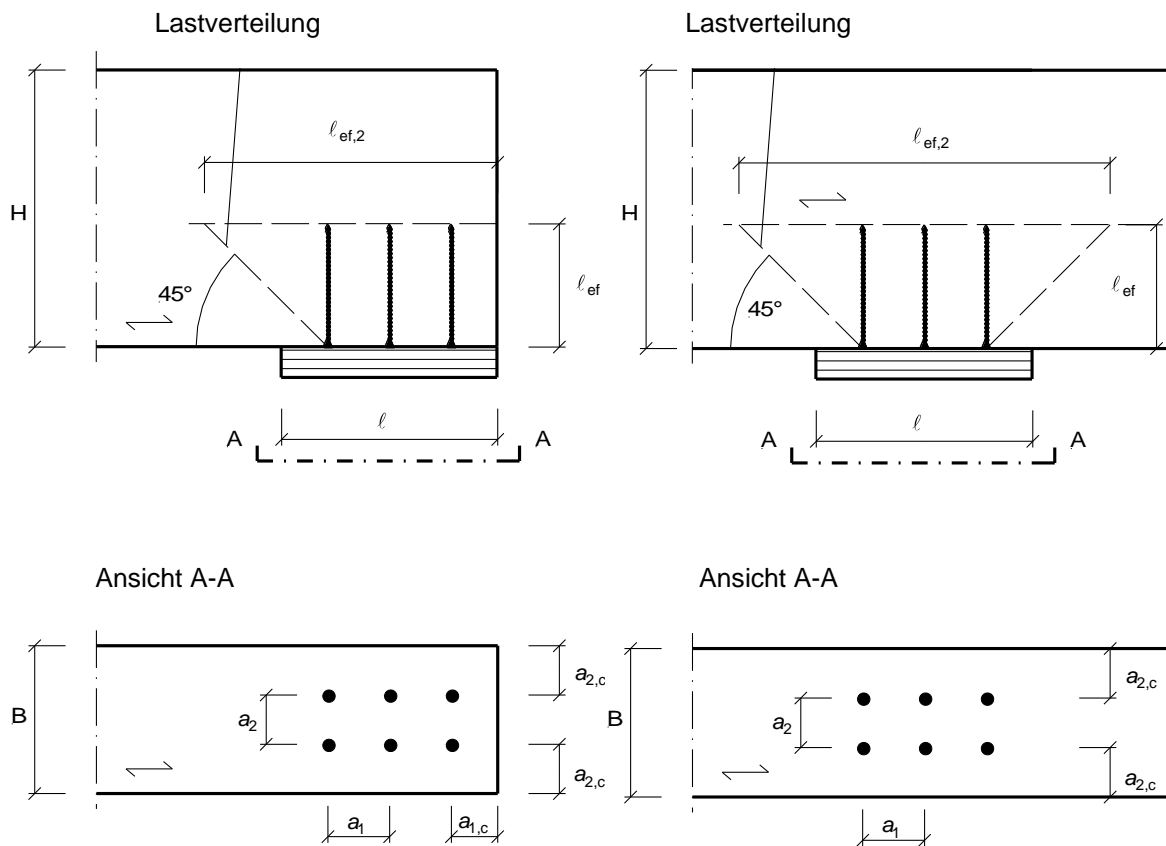 Lastverteilung
Lastverteilung
ℓef,2
ℓef,2
H
H
45°
45°
ℓef
ℓef
ℓ
ℓ
A
A
A
A
Ansicht A-A
Ansicht A-A
B
B
a2
a2
a2,c
a2,c
a2,c
a2,c
a1
a1,c
a1